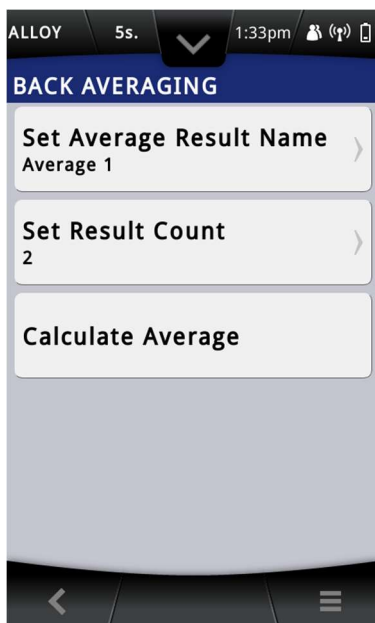 ALLOY 5s. 1:33pm
BACK AVERAGING
Set Average Result Name
Average 1
Set Result Count
2
Calculate Average